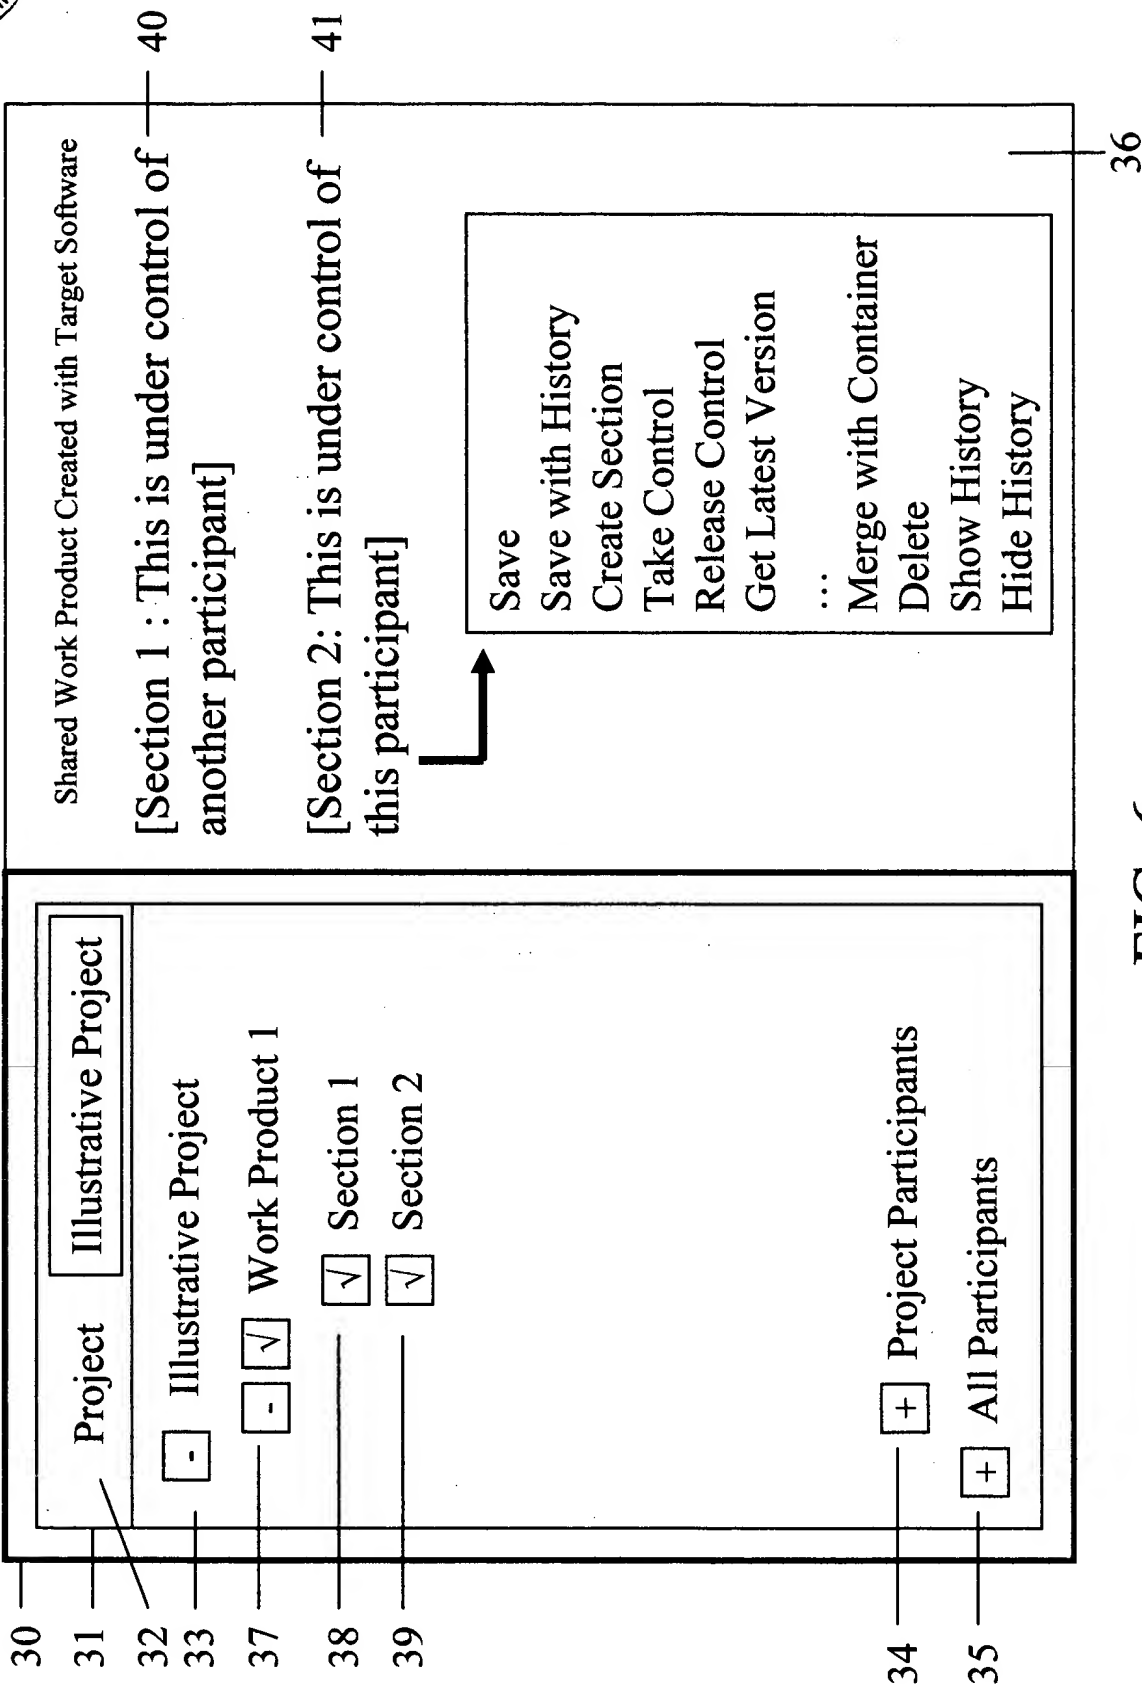 30
31
32
33
37
38
39
34
35
Project
Illustrative Project
- Illustrative Project
- √ Work Product 1
√ Section 1
√ Section 2
+ Project Participants
+ All Participants
Shared Work Product Created with Target Software
[Section 1 : This is under control of
another participant]
40
[Section 2: This is under control of
this participant]
41
Save
Save with History
Create Section
Take Control
Release Control
Get Latest Version
...
Merge with Container
Delete
Show History
Hide History
36